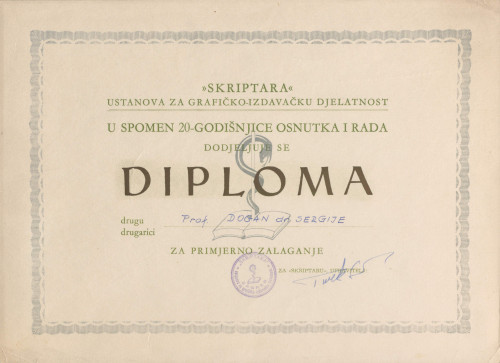 »SKRIPTARA«
USTANOVA ZA GRAFIČKO-IZDAVAČKU DJELATNOST
U SPOMEN 20-GODIŠNJICE OSNUTKA I RADA
DODJELJUJE SE
DIPLOMA
drugu
drugarici
Prof. DOGAN dr SERGIJE
ZA PRIMJERNO ZALAGANJE
ZA »SKRIPTARU«,